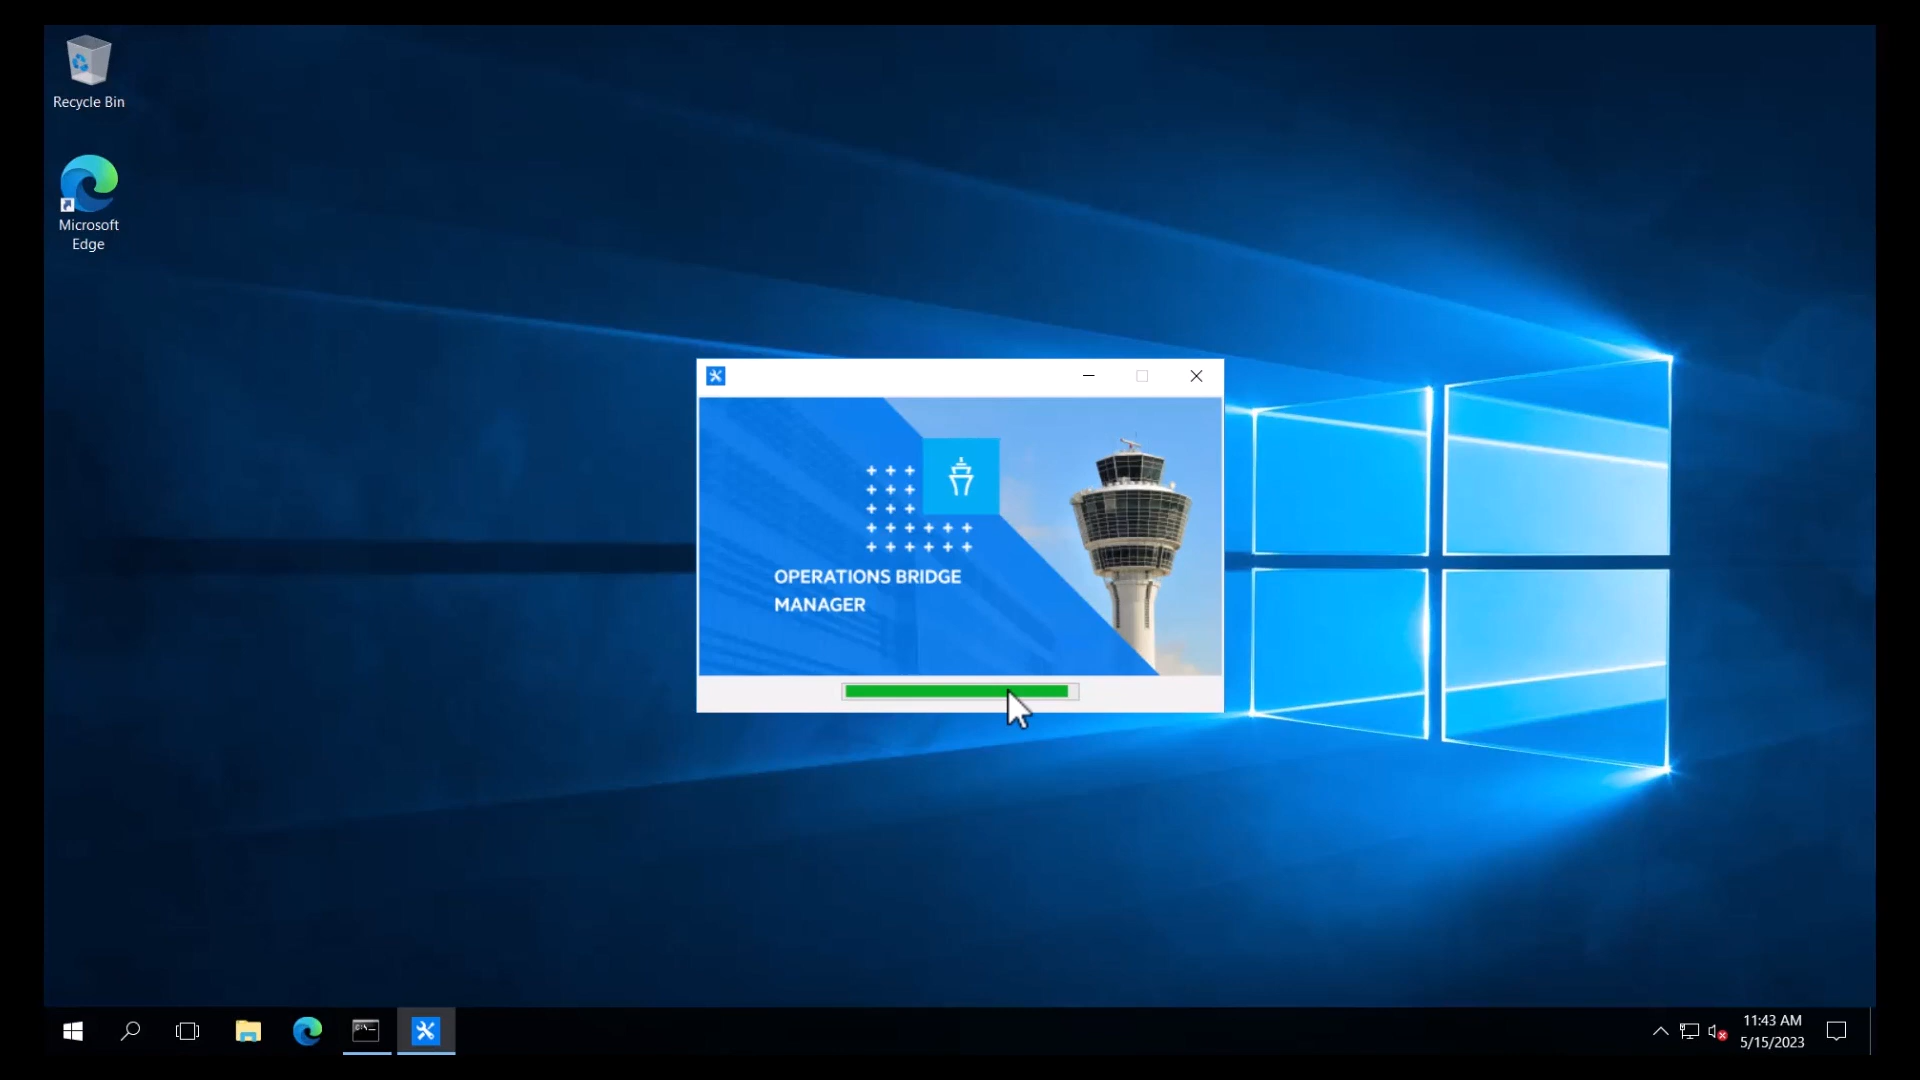 Recycle Bin
Microsoft
Edge
OPERATIONS BRIDGE
MANAGER
11:43 AM
5/15/2023